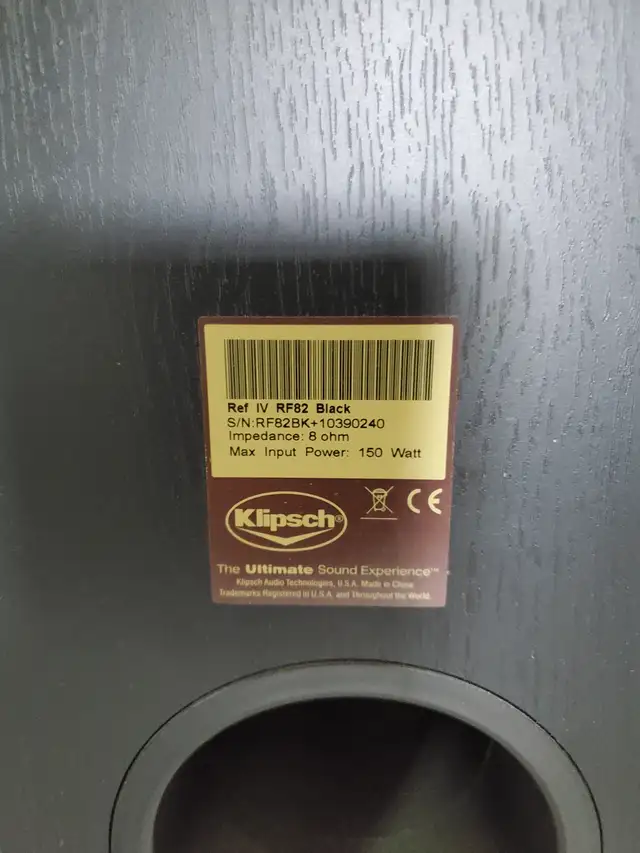 Ref IV RF82 Black
S/N:RF82BK+10390240
Impedance: 8 ohm
Max Input Power: 150 Watt
Klipsch®
CE
The Ultimate Sound Experience™
Klipsch Audio Technologies, U.S.A. Made in China
Trademarks Registered in U.S.A. and Throughout the World.